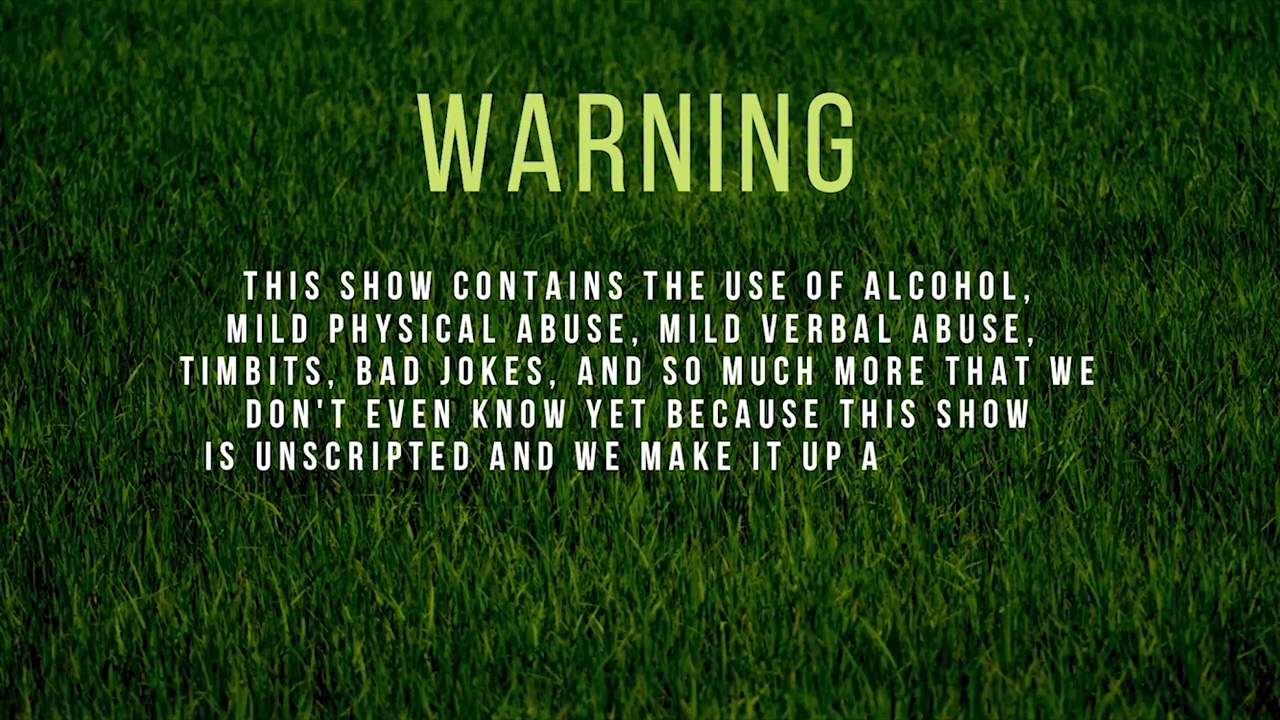 WARNING
THIS SHOW CONTAINS THE USE OF ALCOHOL,
MILD PHYSICAL ABUSE, MILD VERBAL ABUSE,
TIMBITS, BAD JOKES, AND SO MUCH MORE THAT WE
DON'T EVEN KNOW YET BECAUSE THIS SHOW
IS UNSCRIPTED AND WE MAKE IT UP A